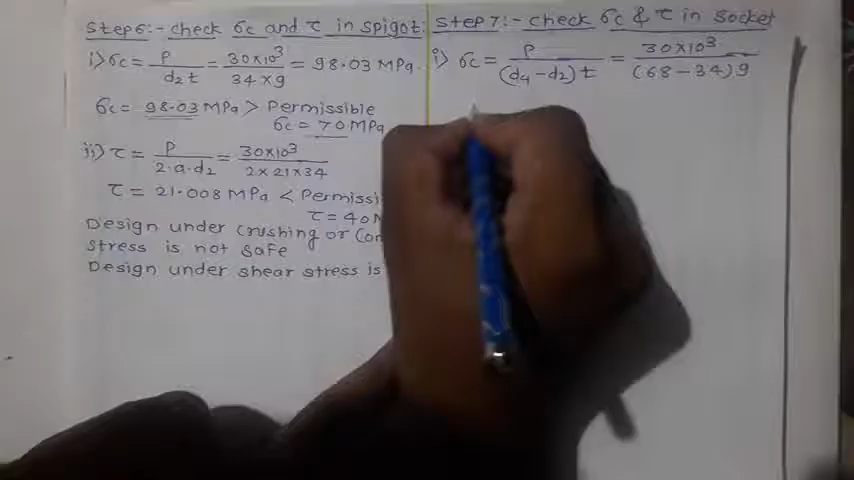 Step 6:- check σc and τ in spigot:
i> σc = P / d2 t = 30×10³ / 34×9 = 98.03 MPa.
σc = 98.03 MPa > Permissible
σc = 70 MPa
ii) τ = P / 2·a·d2 = 30×10³ / 2×21×34
τ = 21.008 MPa <
τ = 40
Design under crushing or
stress is not safe
Design under shear stress is
Step 7:- check σc & τ in socket
i) σc = P / (d4 - d2) t = 30×10³ / (68 - 34) 9